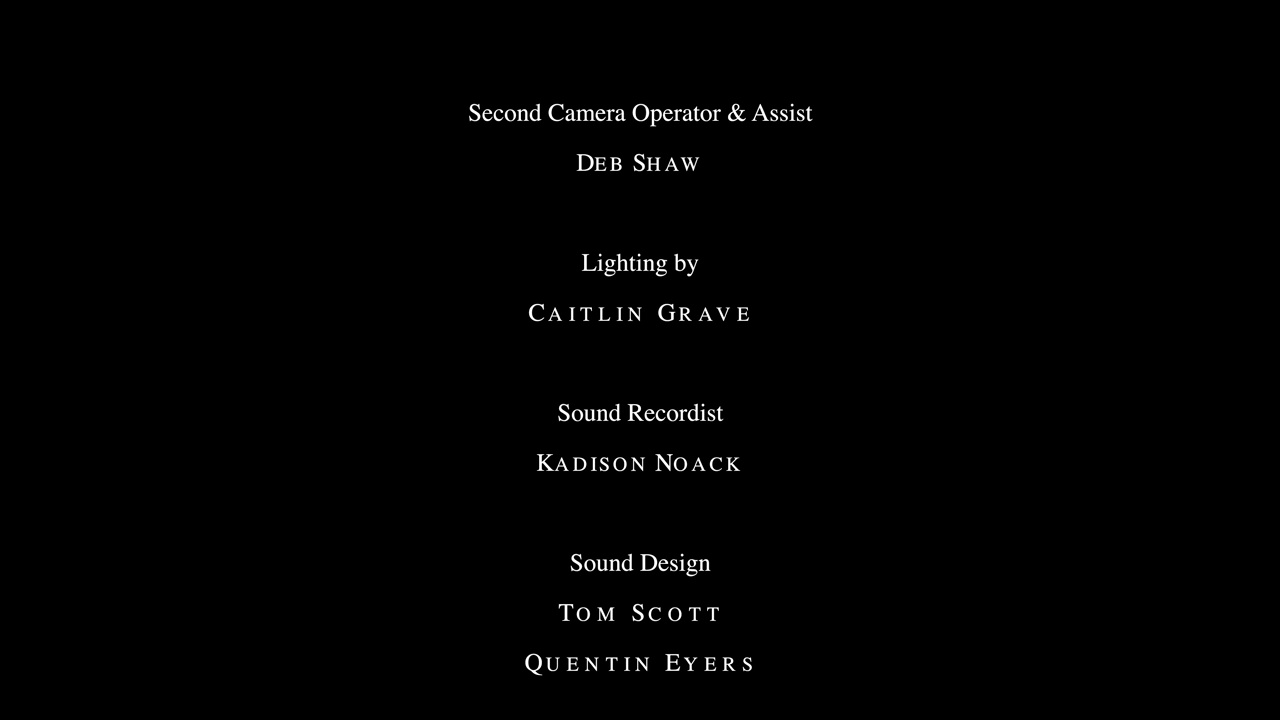 Second Camera Operator & Assist
DEB SHAW
Lighting by
CAITLIN GRAVE
Sound Recordist
KADISON NOACK
Sound Design
TOM SCOTT
QUENTIN EYERS